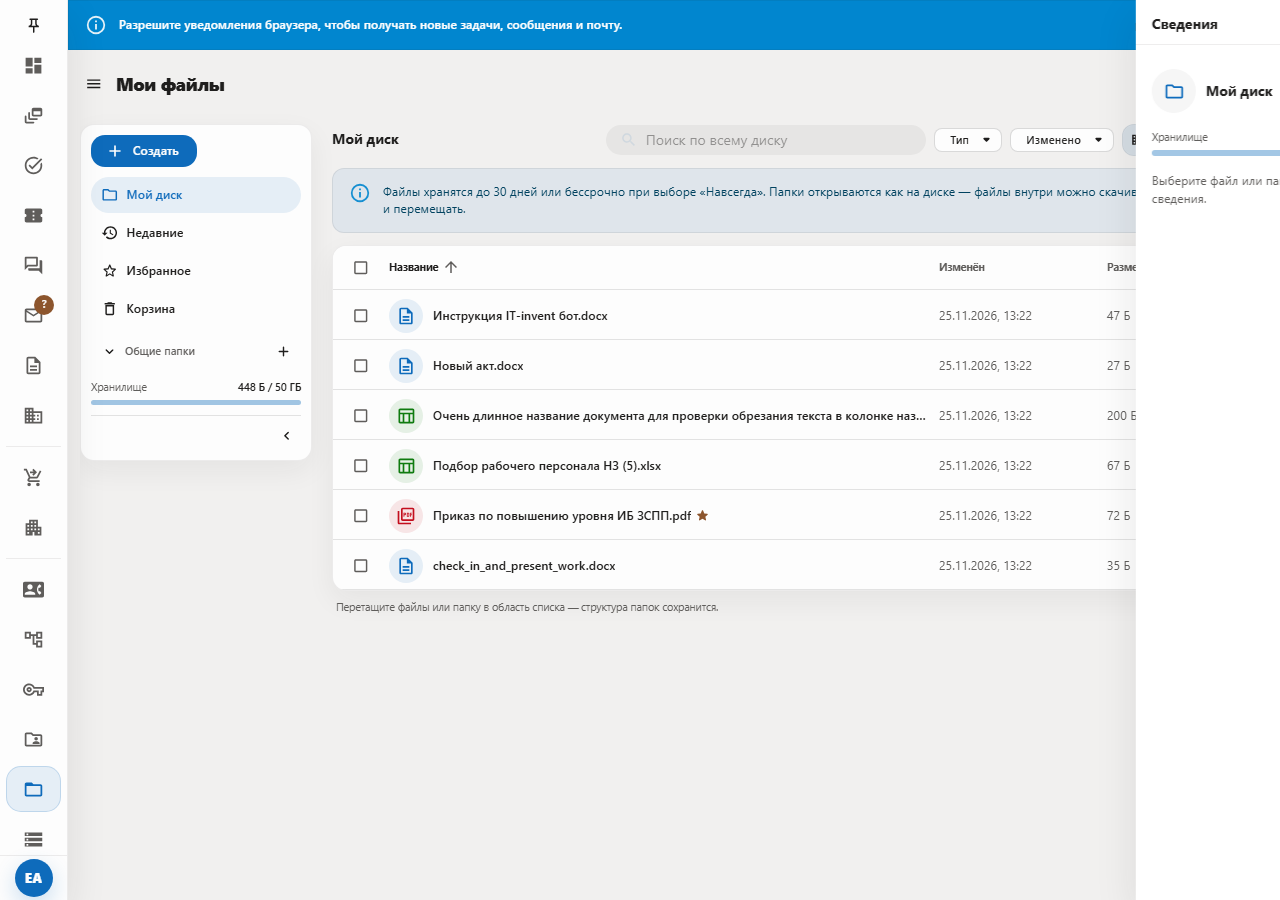 Разрешите уведомления браузера, чтобы получать новые задачи, сообщения и почту.
Сведения
Мои файлы
Мой диск
Хранилище
Выберите файл или па
сведения.
Создать
Мой диск
Недавние
Избранное
Корзина
Общие папки
Хранилище 448 Б / 50 ГБ
?
Мой диск
Поиск по всему диску
Тип
Изменено
Файлы хранятся до 30 дней или бессрочно при выборе «Навсегда». Папки открываются как на диске — файлы внутри можно скачив
и перемещать.
Название Изменён Разме
Инструкция IT-invent бот.docx 25.11.2026, 13:22 47 Б
Новый акт.docx 25.11.2026, 13:22 27 Б
Очень длинное название документа для проверки обрезания текста в колонке наз... 25.11.2026, 13:22 200 Б
Подбор рабочего персонала НЗ (5).xlsx 25.11.2026, 13:22 67 Б
PDF
Приказ по повышению уровня ИБ ЗСПП.pdf 25.11.2026, 13:22 72 Б
check_in_and_present_work.docx 25.11.2026, 13:22 35 Б
Перетащите файлы или папку в область списка — структура папок сохранится.
EA